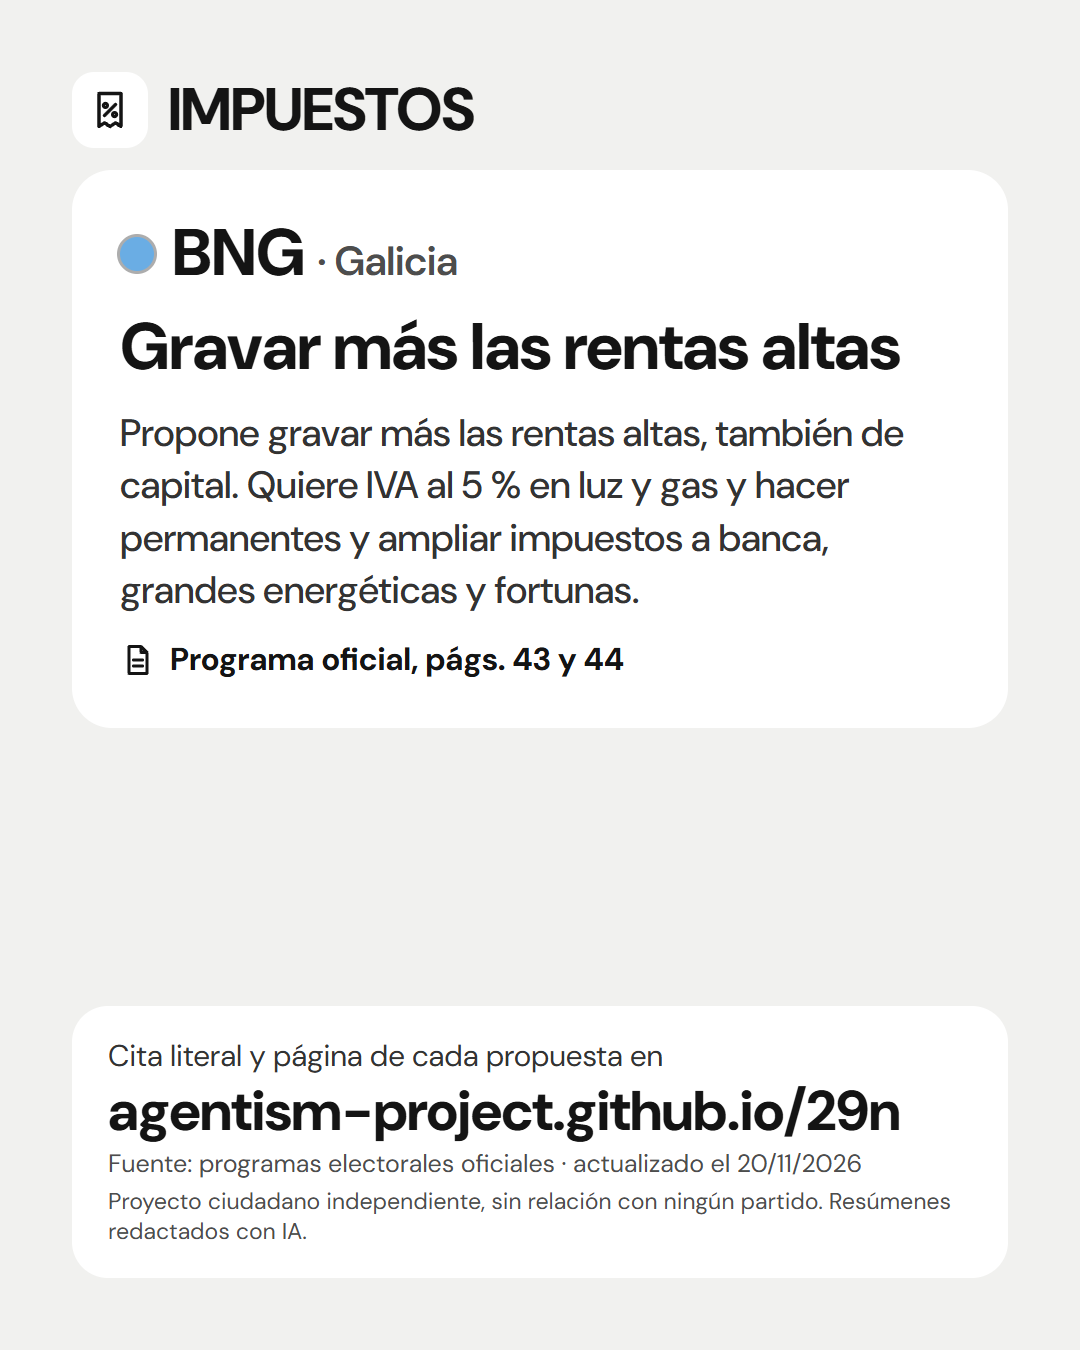 IMPUESTOS
BNG · Galicia
Gravar más las rentas altas
Propone gravar más las rentas altas, también de
capital. Quiere IVA al 5 % en luz y gas y hacer
permanentes y ampliar impuestos a banca,
grandes energéticas y fortunas.
Programa oficial, págs. 43 y 44
Cita literal y página de cada propuesta en
agentism-project.github.io/29n
Fuente: programas electorales oficiales · actualizado el 20/11/2026
Proyecto ciudadano independiente, sin relación con ningún partido. Resúmenes
redactados con IA.